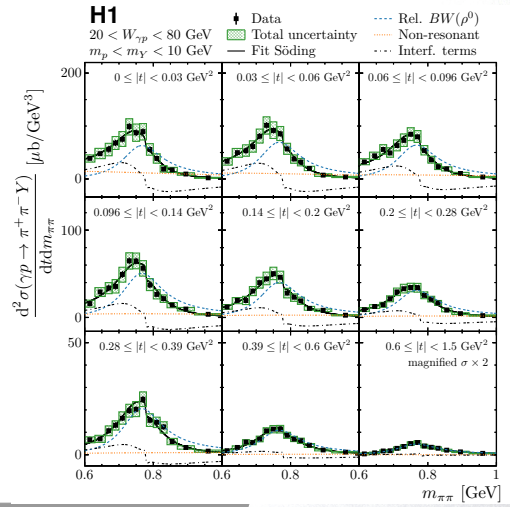 H1
20 < W_γp < 80 GeV
m_p < m_Y < 10 GeV
Data
Total uncertainty
Fit Söding
Rel. BW(ρ⁰)
Non-resonant
Interf. terms
d²σ(γp → π⁺π⁻Y)
dtdm_ππ
[μb/GeV³]
0 ≤ |t| < 0.03 GeV²
0.03 ≤ |t| < 0.06 GeV²
0.06 ≤ |t| < 0.096 GeV²
200
0
0.096 ≤ |t| < 0.14 GeV²
0.14 ≤ |t| < 0.2 GeV²
0.2 ≤ |t| < 0.28 GeV²
100
0
0.28 ≤ |t| < 0.39 GeV²
0.39 ≤ |t| < 0.6 GeV²
0.6 ≤ |t| < 1.5 GeV²
magnified σ × 2
50
0
0.6 0.8 0.6 0.8 0.6 0.8 1
m_ππ [GeV]